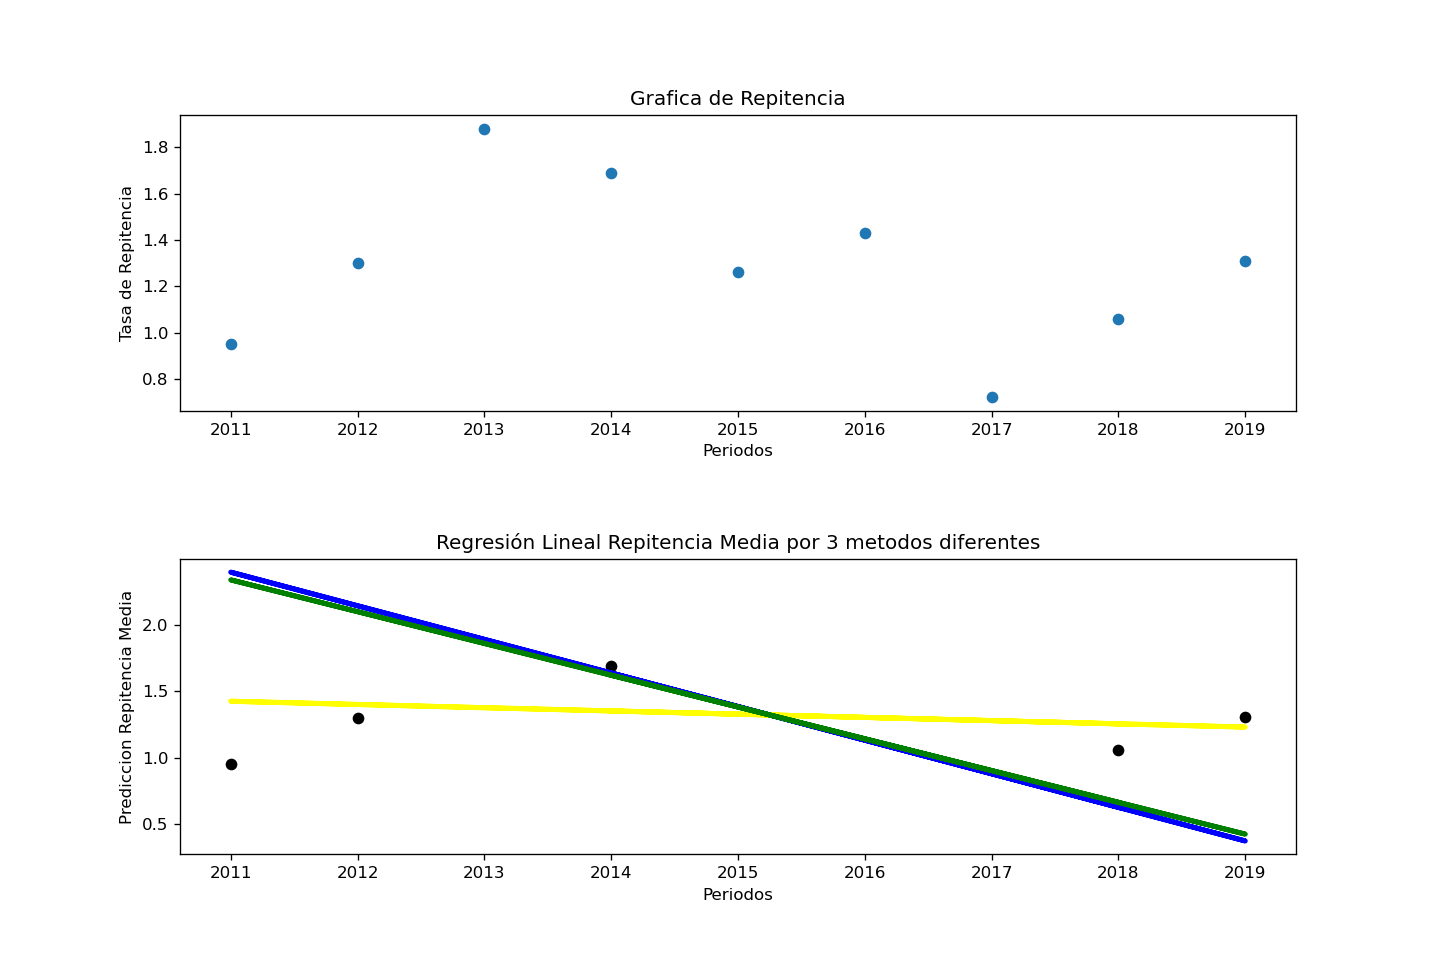 Grafica de Repitencia
Tasa de Repitencia
1.8
1.6
1.4
1.2
1.0
0.8
2011 2012 2013 2014 2015 2016 2017 2018 2019
Periodos
Regresión Lineal Repitencia Media por 3 metodos diferentes
Prediccion Repitencia Media
2.0
1.5
1.0
0.5
2011 2012 2013 2014 2015 2016 2017 2018 2019
Periodos